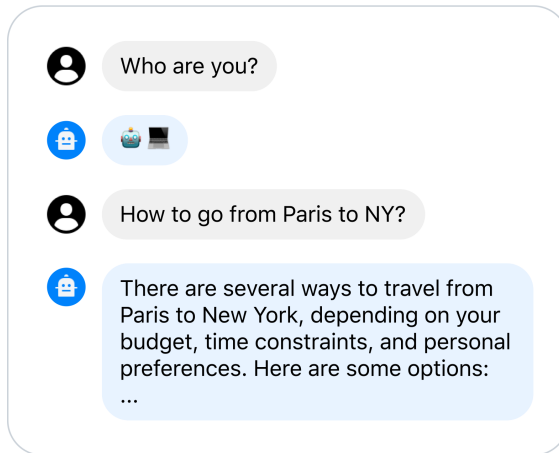 Who are you?
🤖 💻
How to go from Paris to NY?
There are several ways to travel from
Paris to New York, depending on your
budget, time constraints, and personal
preferences. Here are some options:
...